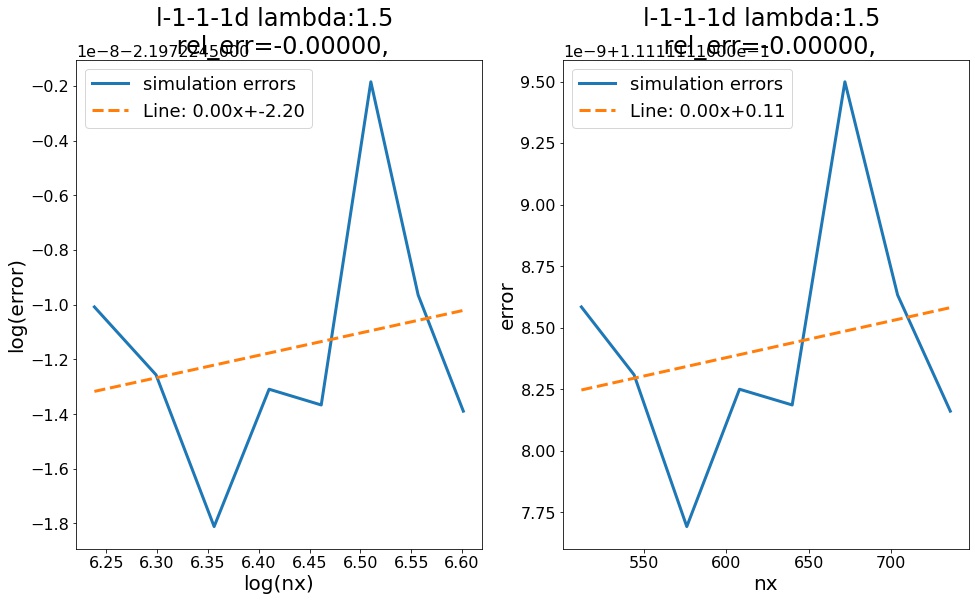 l-1-1-1d lambda:1.5
rel_err=-0.00000,
1e−8−2.1972245000
simulation errors
Line: 0.00x+-2.20
−0.2
−0.4
−0.6
−0.8
−1.0
−1.2
−1.4
−1.6
−1.8
log(error)
6.25 6.30 6.35 6.40 6.45 6.50 6.55 6.60
log(nx)
l-1-1-1d lambda:1.5
rel_err=-0.00000,
1e−9+1.1111111000e−1
simulation errors
Line: 0.00x+0.11
9.50
9.25
9.00
8.75
8.50
8.25
8.00
7.75
error
550 600 650 700
nx